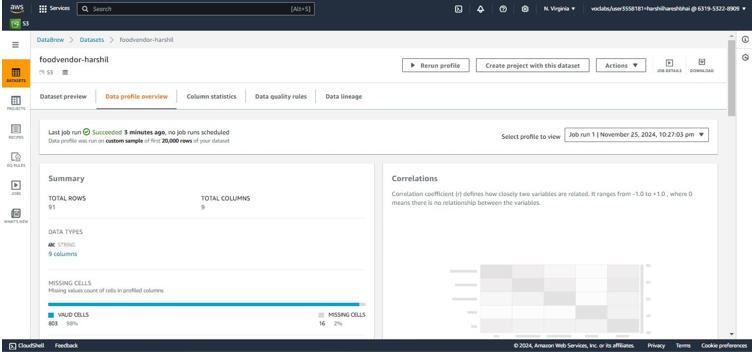 aws
Services
Search
[Alt+S]
N. Virginia
voclabs/user3558181=harshilhareshbhai @ 6319-5322-8909
S3
DataBrew > Datasets > foodvendor-harshil
foodvendor-harshil
S3
Rerun profile
Create project with this dataset
Actions
JOB DETAILS
DOWNLOAD
DATASETS
PROJECTS
RECIPES
DQ RULES
JOBS
WHAT'S NEW
Dataset preview
Data profile overview
Column statistics
Data quality rules
Data lineage
Last job run Succeeded 3 minutes ago, no job runs scheduled
Data profile was run on custom sample of first 20,000 rows of your dataset
Select profile to view
Job run 1 | November 25, 2024, 10:27:03 pm
Summary
TOTAL ROWS
91
TOTAL COLUMNS
9
DATA TYPES
ABC STRING
9 columns
MISSING CELLS
Missing values count of cells in profiled columns
VALID CELLS
803 98%
MISSING CELLS
16 2%
Correlations
Correlation coefficient (r) defines how closely two variables are related. It ranges from -1.0 to +1.0 , where 0
means there is no relationship between the variables.
CloudShell
Feedback
© 2024, Amazon Web Services, Inc. or its affiliates.
Privacy
Terms
Cookie preferences